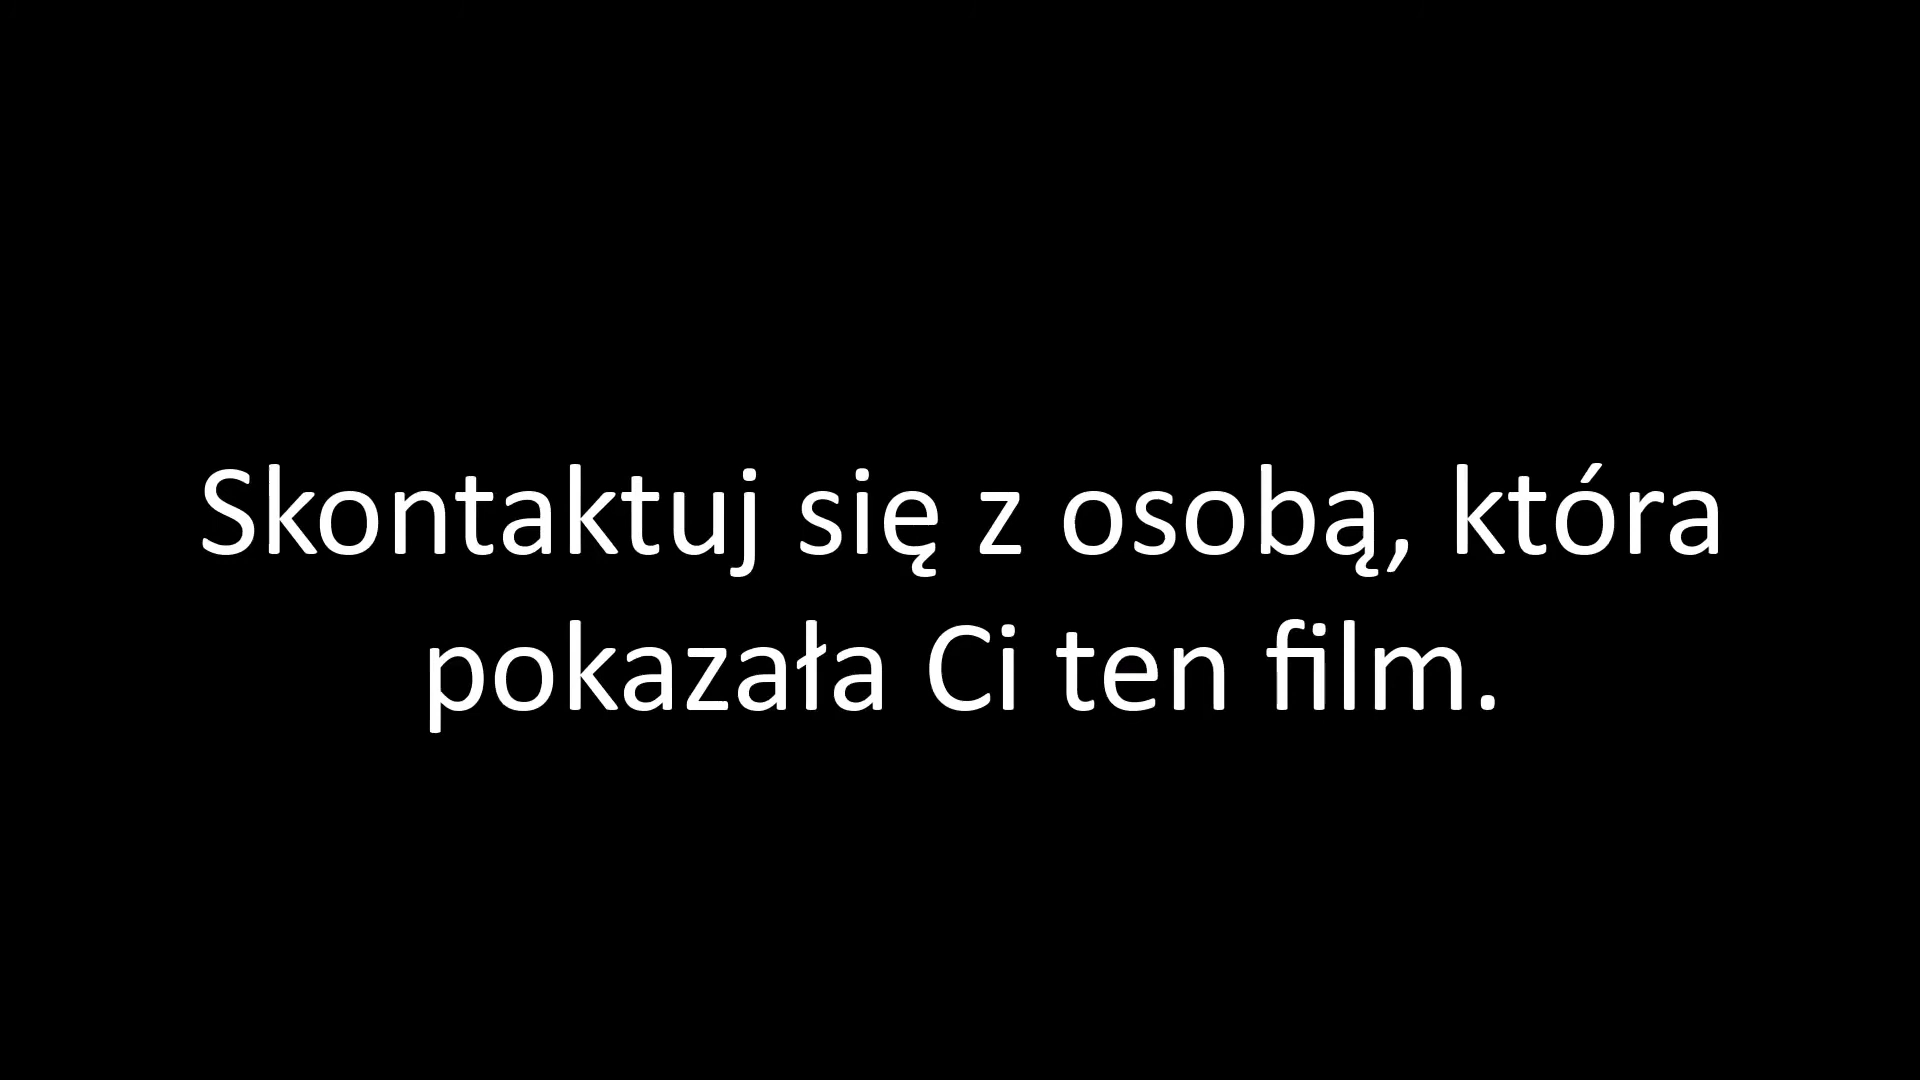 Skontaktuj się z osobą, która
pokazała Ci ten film.